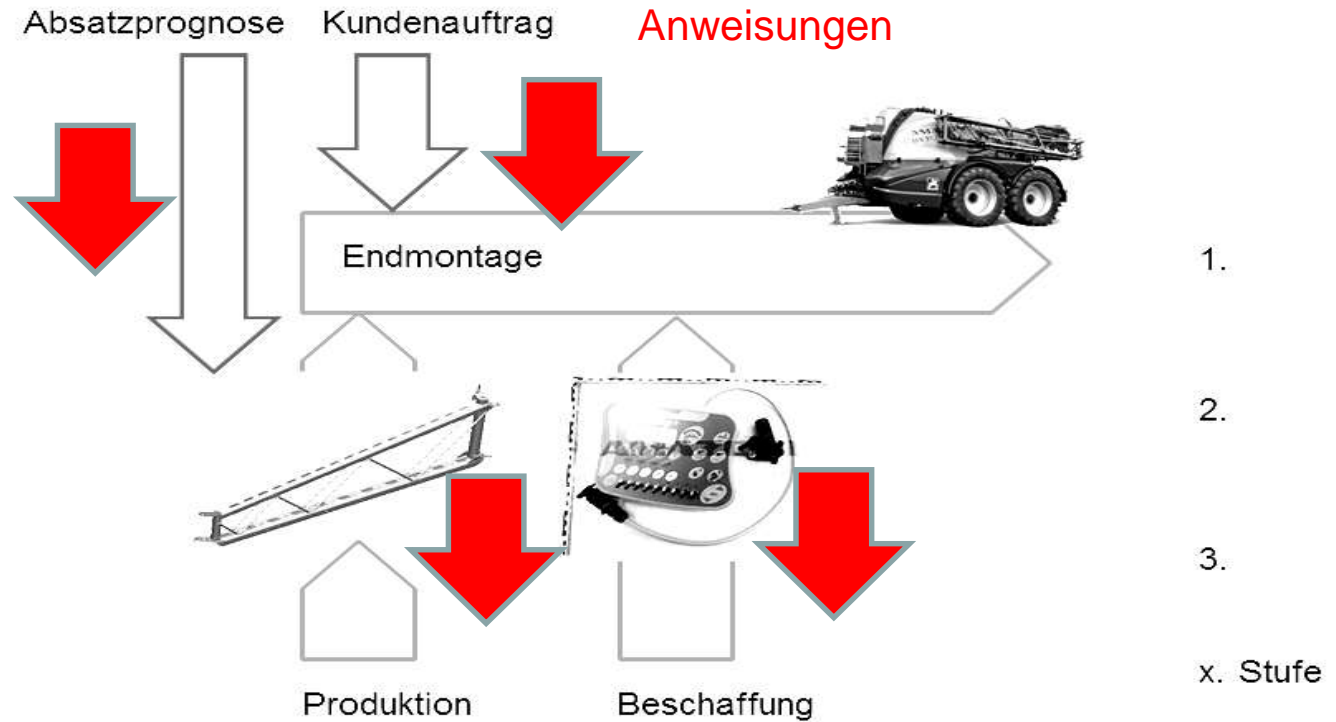 Absatzprognose Kundenauftrag Anweisungen
Endmontage
1.
2.
3.
x. Stufe
Produktion Beschaffung